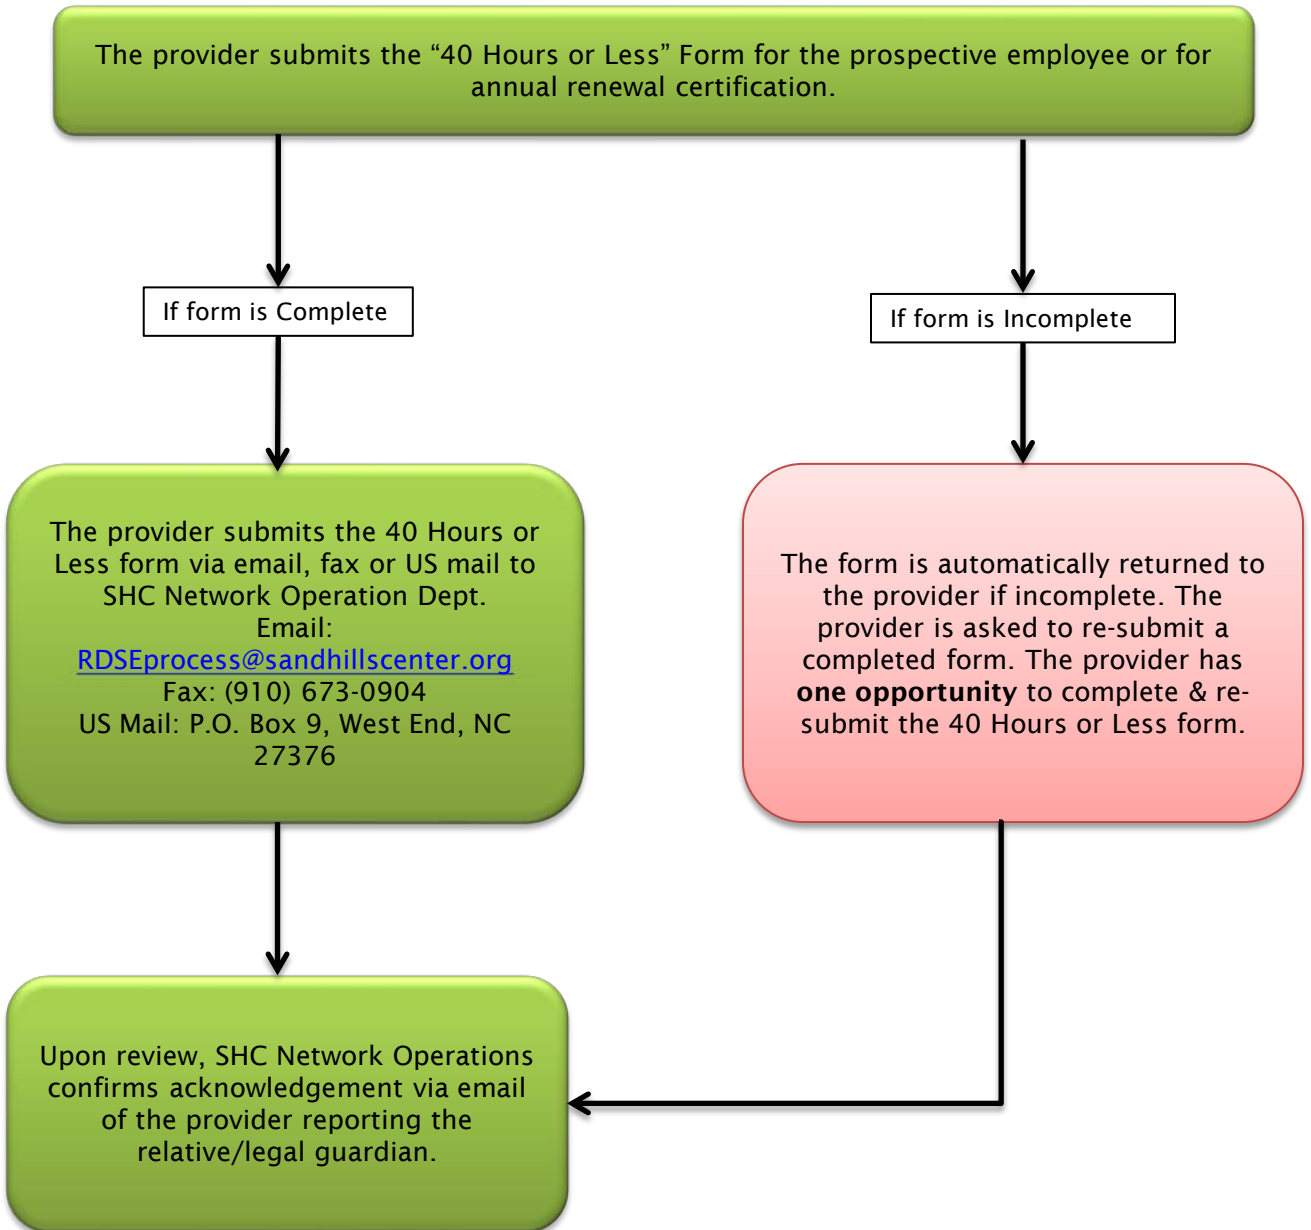 The provider submits the “40 Hours or Less” Form for the prospective employee or for
annual renewal certification.
If form is Complete
If form is Incomplete
The provider submits the 40 Hours or
Less form via email, fax or US mail to
SHC Network Operation Dept.
Email:
RDSEprocess@sandhillscenter.org
Fax: (910) 673-0904
US Mail: P.O. Box 9, West End, NC
27376
The form is automatically returned to
the provider if incomplete. The
provider is asked to re-submit a
completed form. The provider has
one opportunity to complete & re-
submit the 40 Hours or Less form.
Upon review, SHC Network Operations
confirms acknowledgement via email
of the provider reporting the
relative/legal guardian.